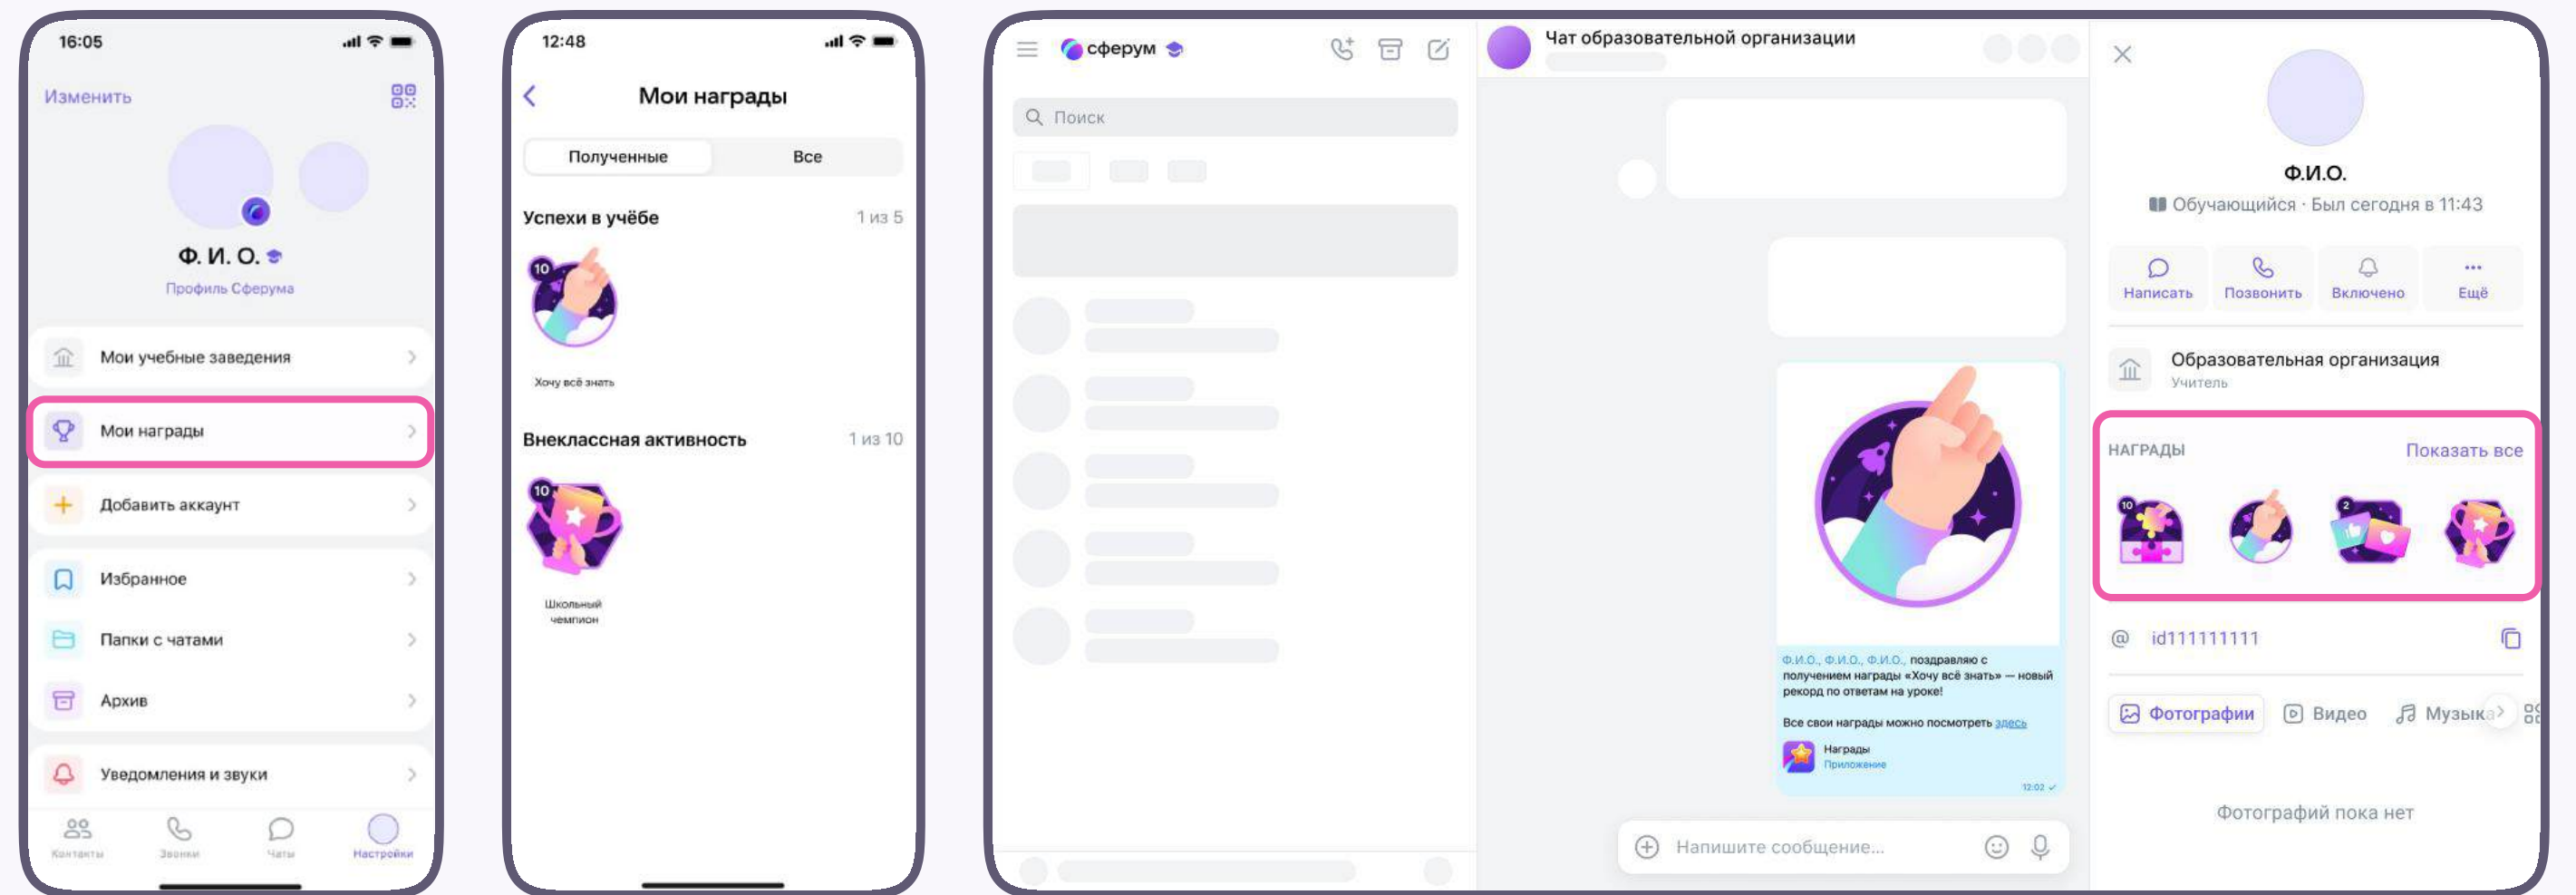 16:05
Изменить
Ф. И. О.
Профиль Сферума
Мои учебные заведения
Мои награды
Добавить аккаунт
Избранное
Папки с чатами
Архив
Уведомления и звуки
Контакты
Звонки
Чаты
Настройки
12:48
Мои награды
Полученные
Все
Успехи в учёбе
1 из 5
10
Хочу всё знать
Внеклассная активность
1 из 10
10
Школьный
чемпион
сферум
Поиск
Чат образовательной организации
Ф.И.О., Ф.И.О., Ф.И.О., поздравляю с
получением награды «Хочу всё знать» — новый
рекорд по ответам на уроке!
Все свои награды можно посмотреть здесь
Награды
Приложение
12:02
Напишите сообщение...
Ф.И.О.
Обучающийся · Был сегодня в 11:43
Написать
Позвонить
Включено
Ещё
Образовательная организация
Учитель
НАГРАДЫ
Показать все
10
2
@ id111111111
Фотографии
Видео
Музыка
Фотографий пока нет